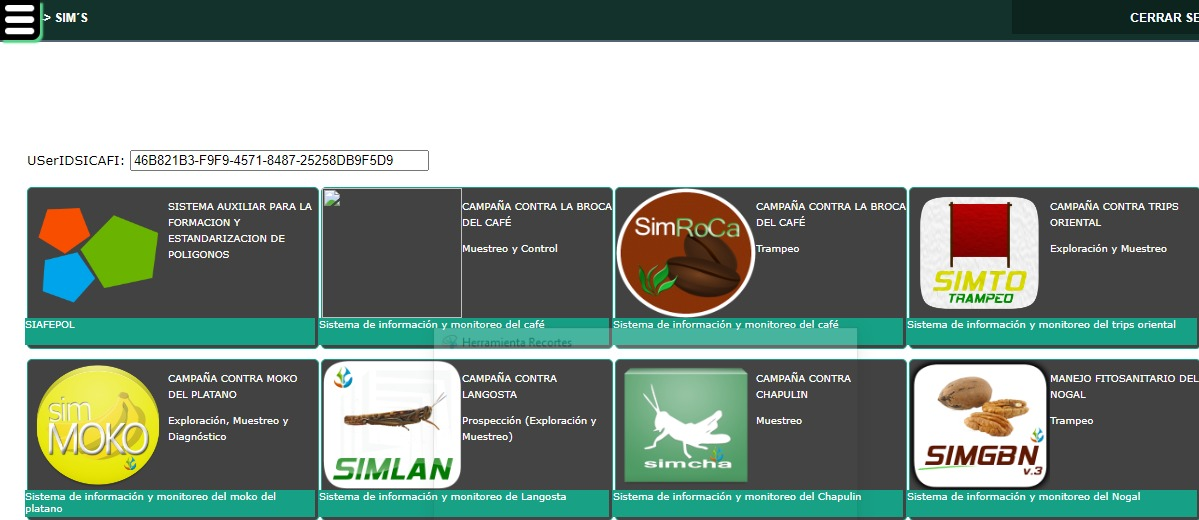 > SIM´S
CERRAR SE
USerIDSICAFI: 46B821B3-F9F9-4571-8487-25258DB9F5D9
SISTEMA AUXILIAR PARA LA
FORMACION Y
ESTANDARIZACION DE
POLIGONOS
SIAFEPOL
CAMPAÑA CONTRA LA BROCA
DEL CAFÉ
Muestreo y Control
Sistema de información y monitoreo del café
SimRoCa
CAMPAÑA CONTRA LA BROCA
DEL CAFÉ
Trampeo
Sistema de información y monitoreo del café
SIMTO
TRAMPEO
CAMPAÑA CONTRA TRIPS
ORIENTAL
Exploración y Muestreo
Sistema de información y monitoreo del trips oriental
Herramienta Recortes
sim
MOKO
CAMPAÑA CONTRA MOKO
DEL PLATANO
Exploración, Muestreo y
Diagnóstico
Sistema de información y monitoreo del moko del
platano
SIMLAN
CAMPAÑA CONTRA
LANGOSTA
Prospección (Exploración y
Muestreo)
Sistema de información y monitoreo de Langosta
simcha
CAMPAÑA CONTRA
CHAPULIN
Muestreo
Sistema de información y monitoreo del Chapulin
SIMGBN
v.3
MANEJO FITOSANITARIO DEL
NOGAL
Trampeo
Sistema de información y monitoreo del Nogal